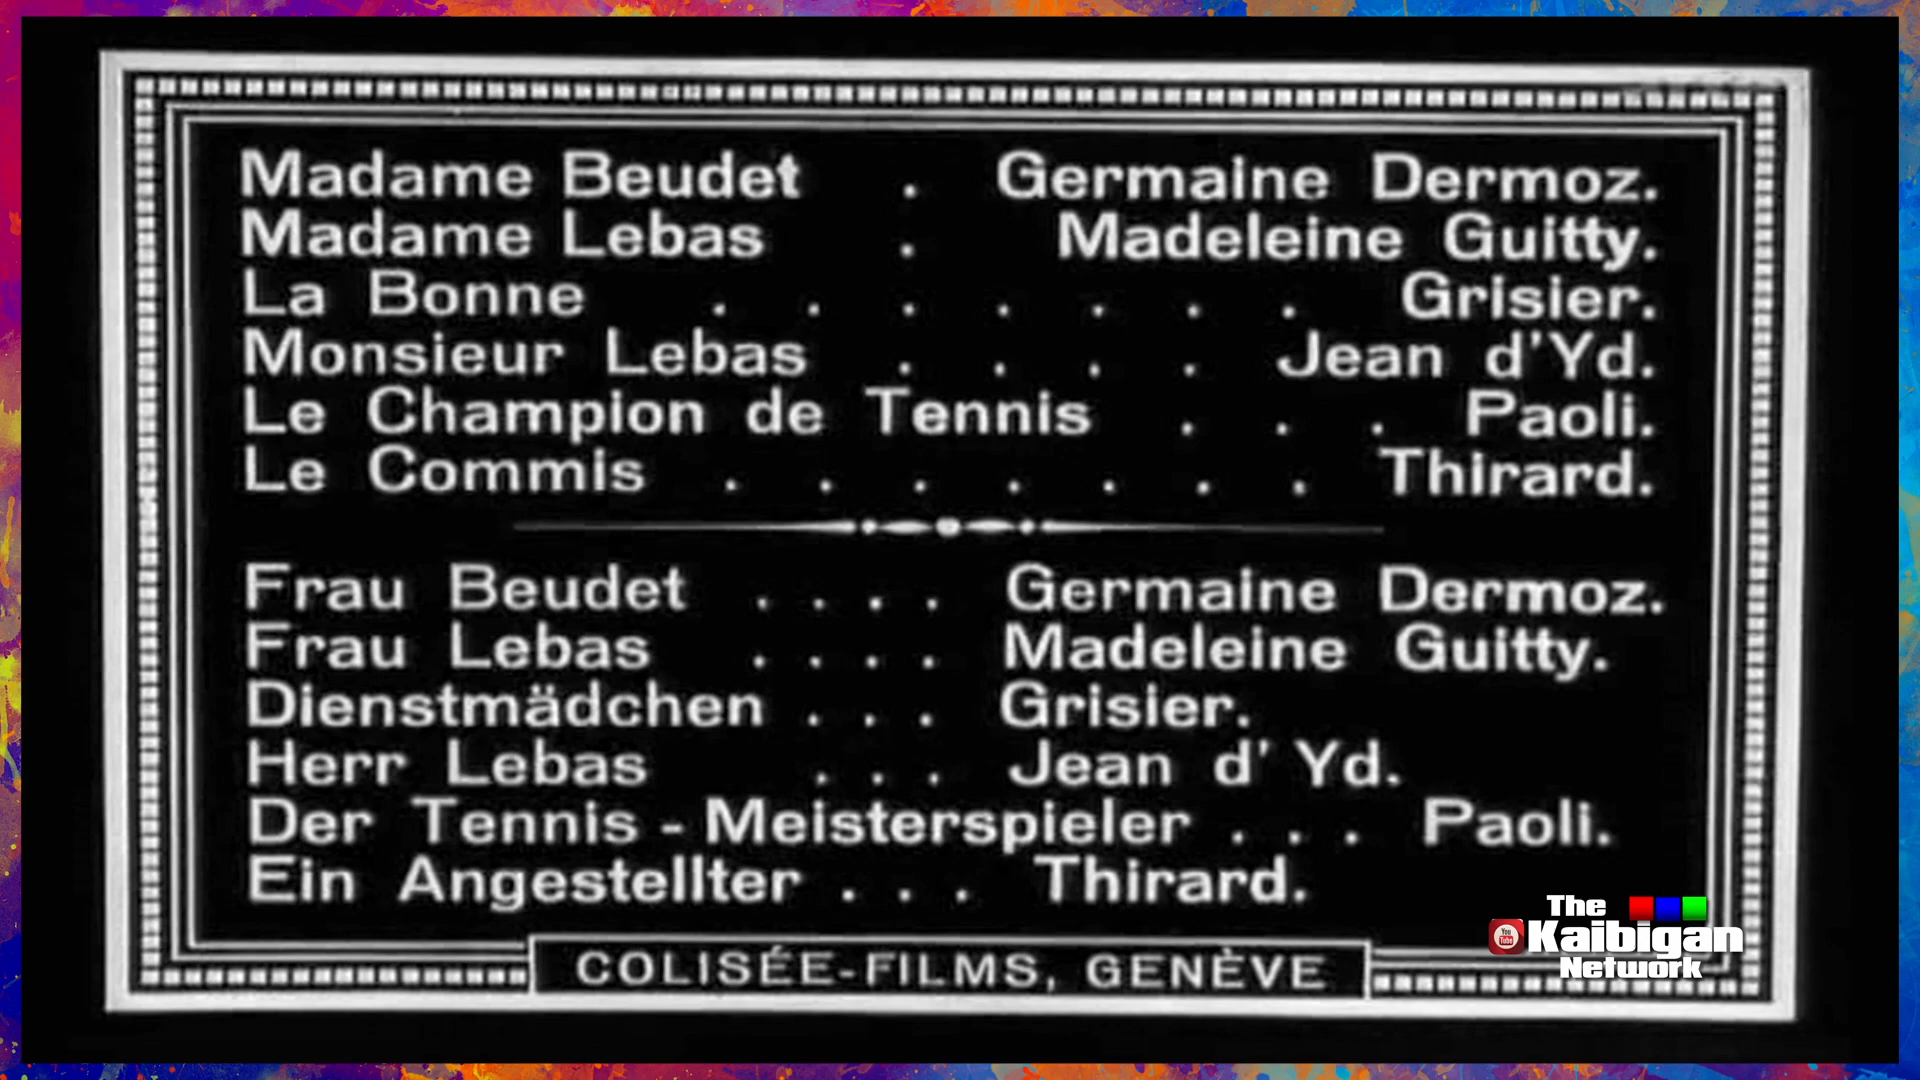 Madame Beudet . Germaine Dermoz.
Madame Lebas . Madeleine Guitty.
La Bonne . . . . . . . Grisier.
Monsieur Lebas . . . . Jean d'Yd.
Le Champion de Tennis . . . Paoli.
Le Commis . . . . . . . Thirard.
Frau Beudet . . . . Germaine Dermoz.
Frau Lebas . . . . Madeleine Guitty.
Dienstmädchen . . . Grisier.
Herr Lebas . . . Jean d' Yd.
Der Tennis - Meisterspieler . . . Paoli.
Ein Angestellter . . . Thirard.
COLISÉE-FILMS, GENÈVE
The
You Tube Kaibigan
Network